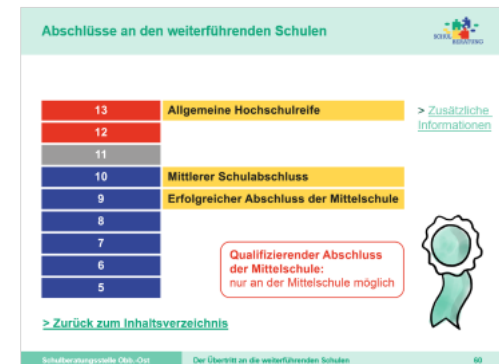 Abschlüsse an den weiterführenden Schulen
SCHUL
BERATUNG
13 Allgemeine Hochschulreife
12
11
10 Mittlerer Schulabschluss
9 Erfolgreicher Abschluss der Mittelschule
8
7
6
5
> Zusätzliche
Informationen
Qualifizierender Abschluss
der Mittelschule:
nur an der Mittelschule möglich
> Zurück zum Inhaltsverzeichnis
Schulberatungsstelle Obb.-Ost Der Übertritt an die weiterführenden Schulen 60